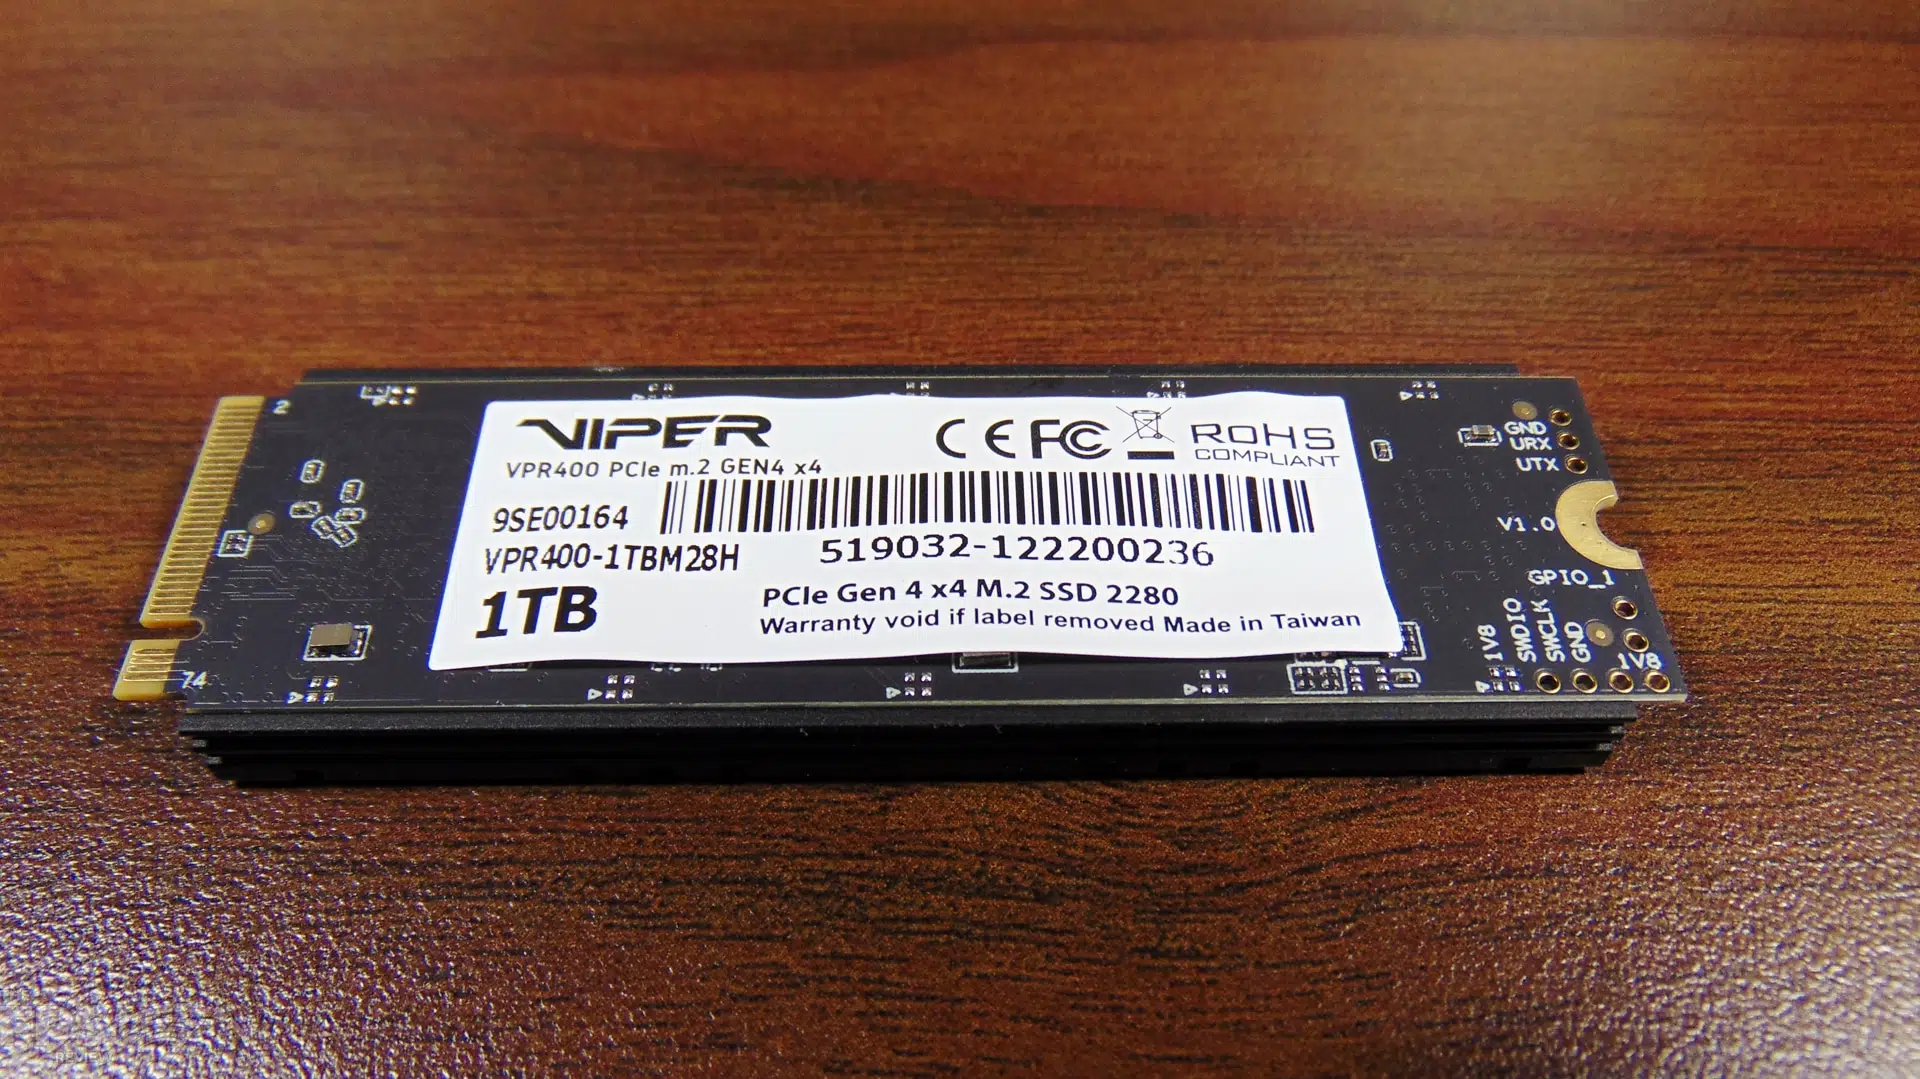 2
VIPER
CE FC
ROHS
COMPLIANT
VPR400 PCIe m.2 GEN4 x4
9SE00164
519032-122200236
VPR400-1TBM28H
1TB
PCIe Gen 4 x4 M.2 SSD 2280
Warranty void if label removed Made in Taiwan
74
GND
URX
UTX
V1.0
GPIO_1
1V8
SWDIO
SWCLK
GND
1V8